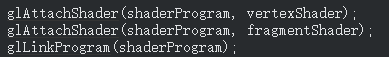 glAttachShader(shaderProgram, vertexShader);
glAttachShader(shaderProgram, fragmentShader);
glLinkProgram(shaderProgram);